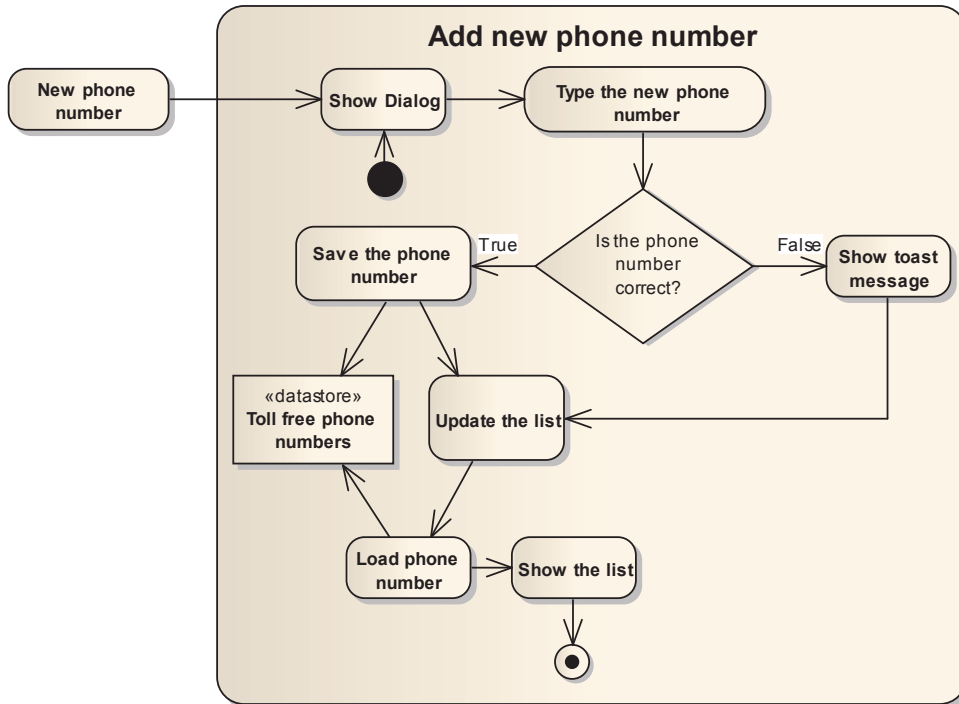 Add new phone number
New phone
number
Show Dialog
Type the new phone
number
Save the phone
number
True
Is the phone
number
correct?
False
Show toast
message
«datastore»
Toll free phone
numbers
Update the list
Load phone
number
Show the list